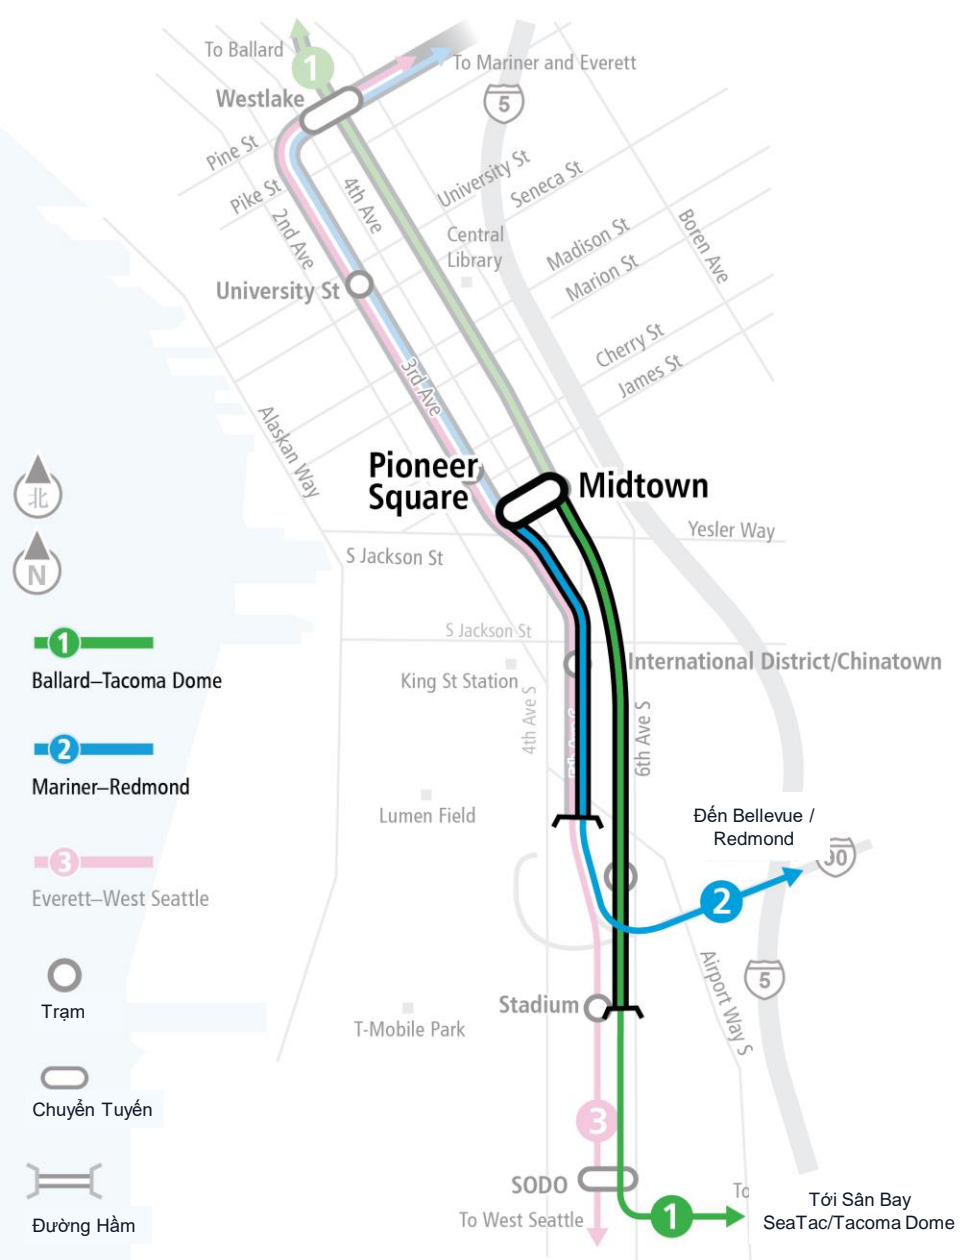 To Ballard
1
To Mariner and Everett
Westlake
5
Pine St
Pike St
2nd Ave
4th Ave
University St
Seneca St
Central
Library
Madison St
Marion St
Boren Ave
University St
Cherry St
James St
3rd Ave
Alaskan Way
Pioneer
Square
Midtown
北
N
Yesler Way
S Jackson St
S Jackson St
1
Ballard–Tacoma Dome
International District/Chinatown
King St Station
4th Ave S
6th Ave S
2
Mariner–Redmond
Lumen Field
Đến Bellevue /
Redmond
90
3
Everett–West Seattle
2
Trạm
Stadium
Airport Way S
5
T-Mobile Park
Chuyển Tuyến
3
SODO
To West Seattle
1
To
Tới Sân Bay
SeaTac/Tacoma Dome
Đường Hầm